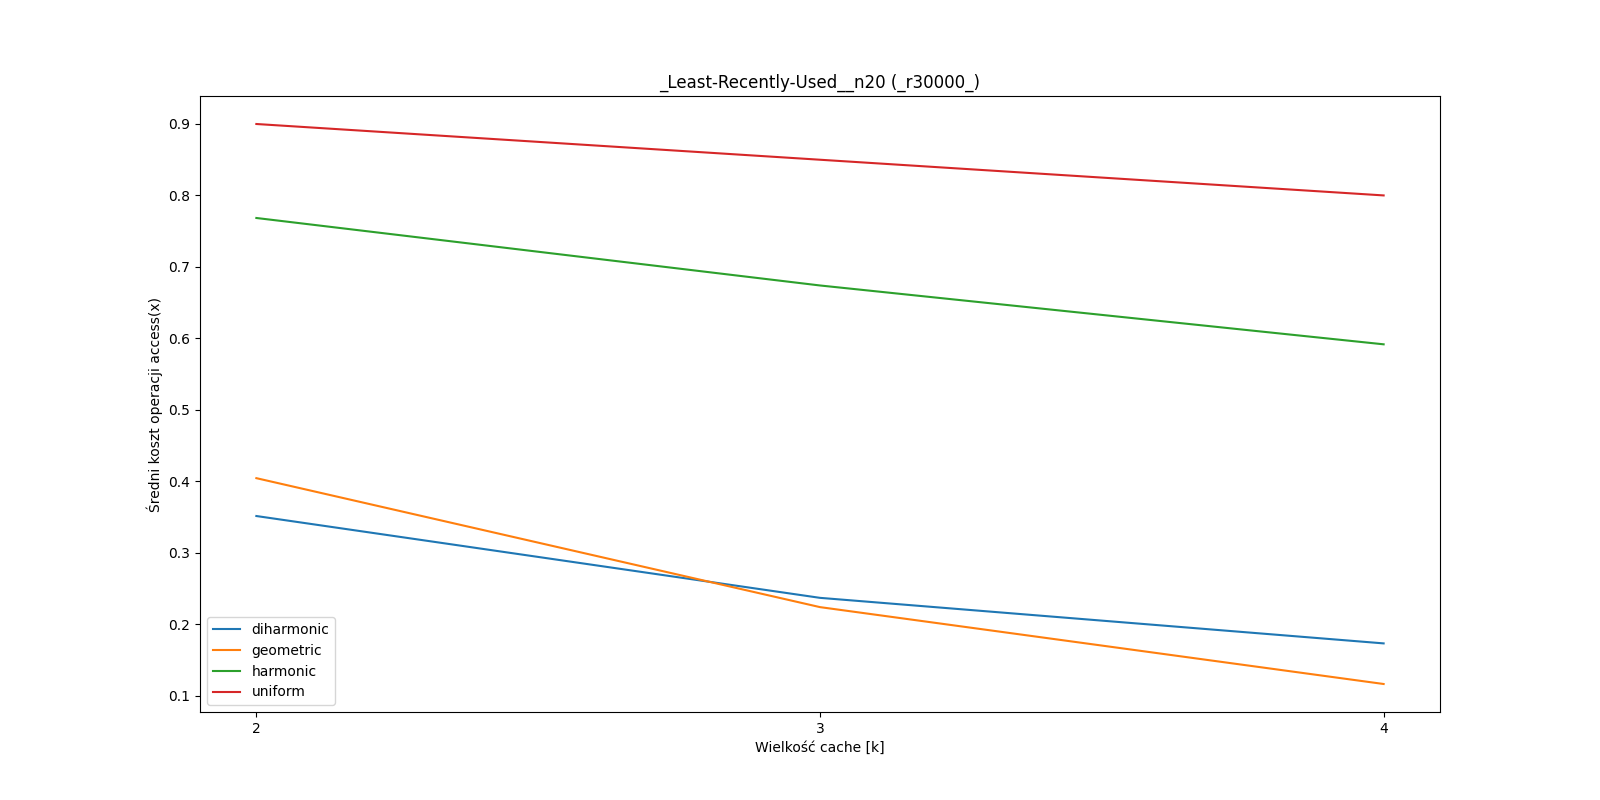 _Least-Recently-Used__n20 (_r30000_)
Średni koszt operacji access(x)
0.9
0.8
0.7
0.6
0.5
0.4
0.3
0.2
0.1
diharmonic
geometric
harmonic
uniform
2
3
4
Wielkość cache [k]